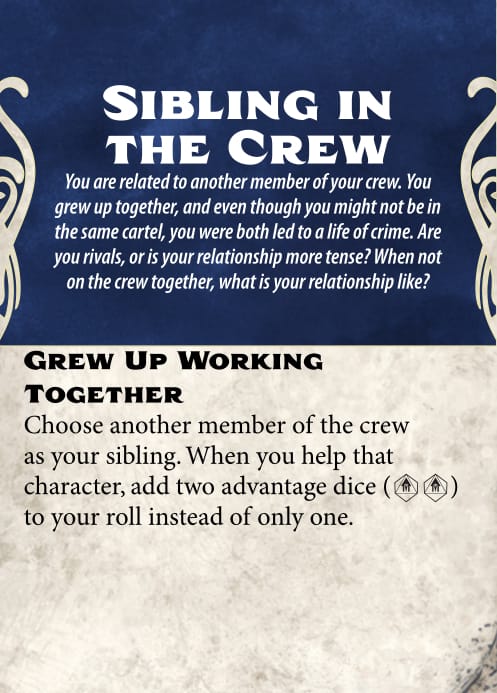 SIBLING IN
THE CREW
You are related to another member of your crew. You
grew up together, and even though you might not be in
the same cartel, you were both led to a life of crime. Are
you rivals, or is your relationship more tense? When not
on the crew together, what is your relationship like?
GREW UP WORKING
TOGETHER
Choose another member of the crew
as your sibling. When you help that
character, add two advantage dice ( )
to your roll instead of only one.